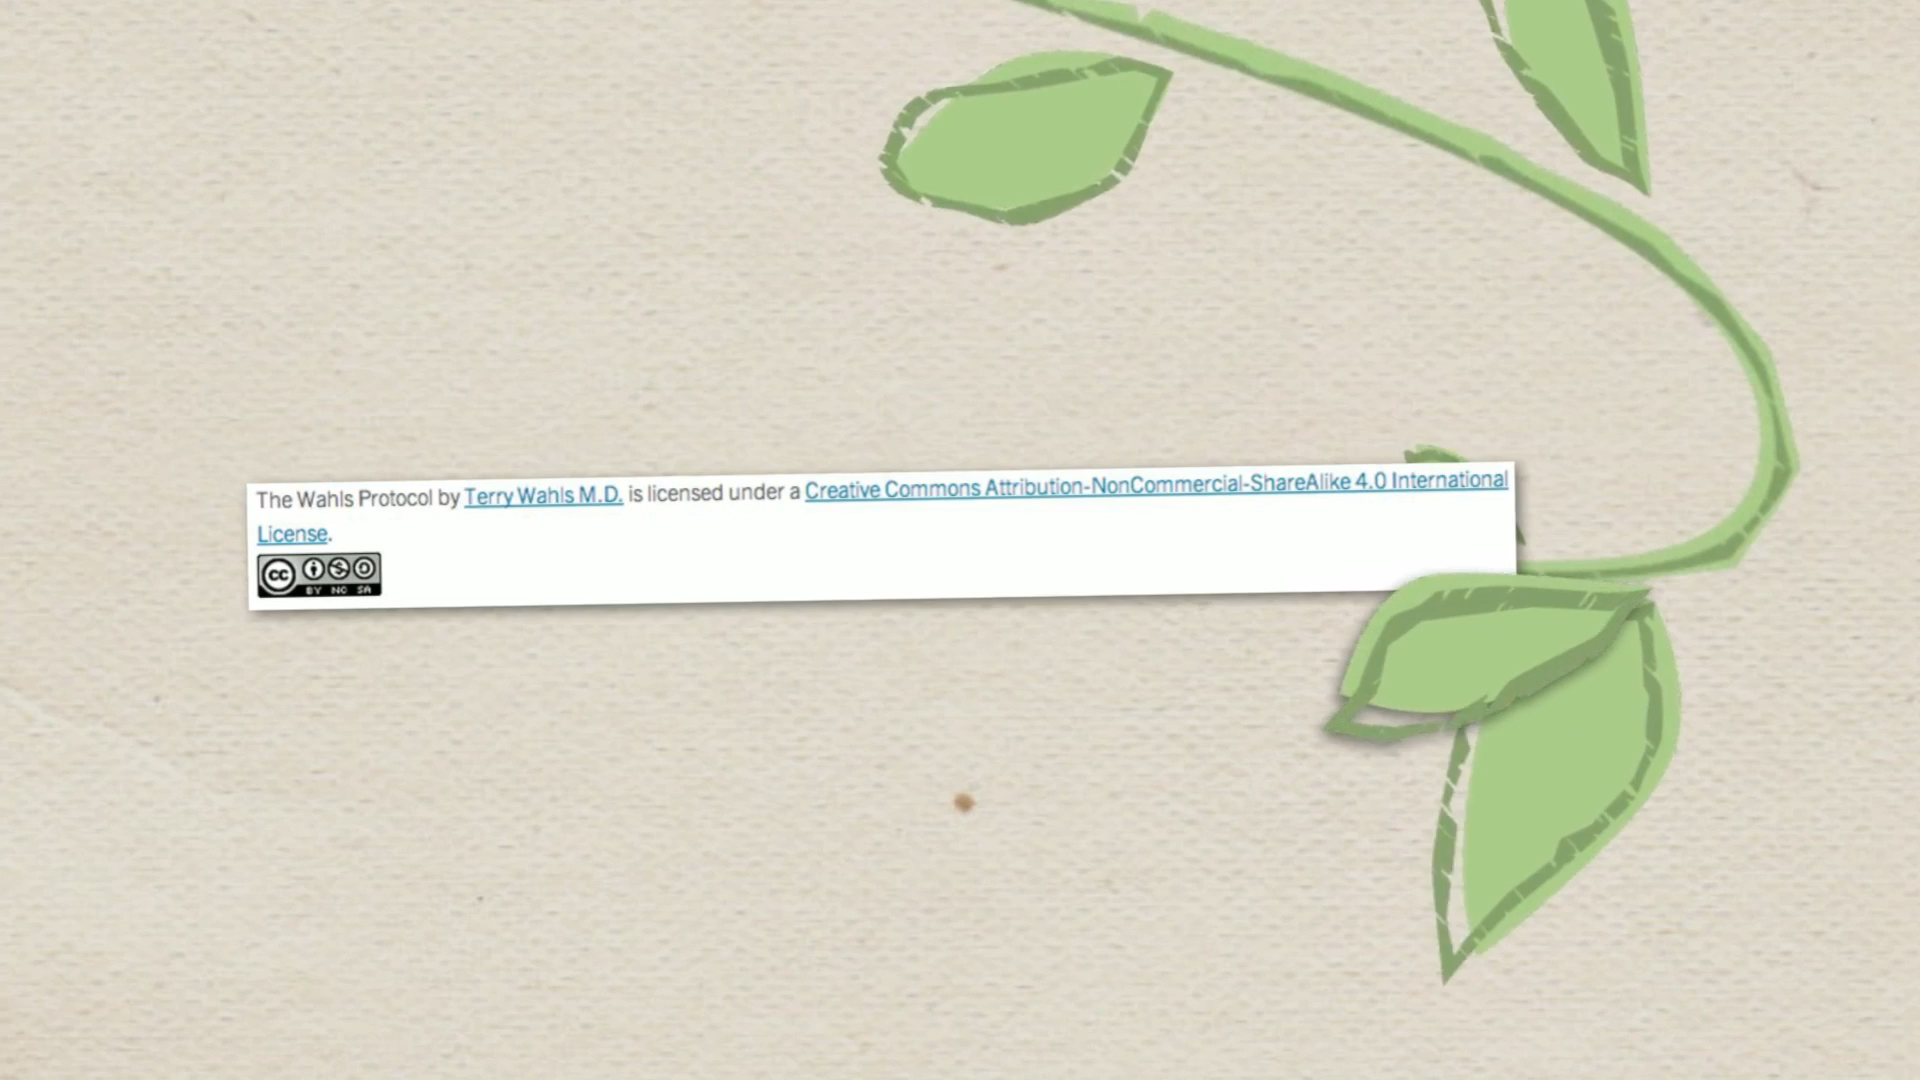 The Wahls Protocol by Terry Wahls M.D. is licensed under a Creative Commons Attribution-NonCommercial-ShareAlike 4.0 International
License.
cc BY NC SA